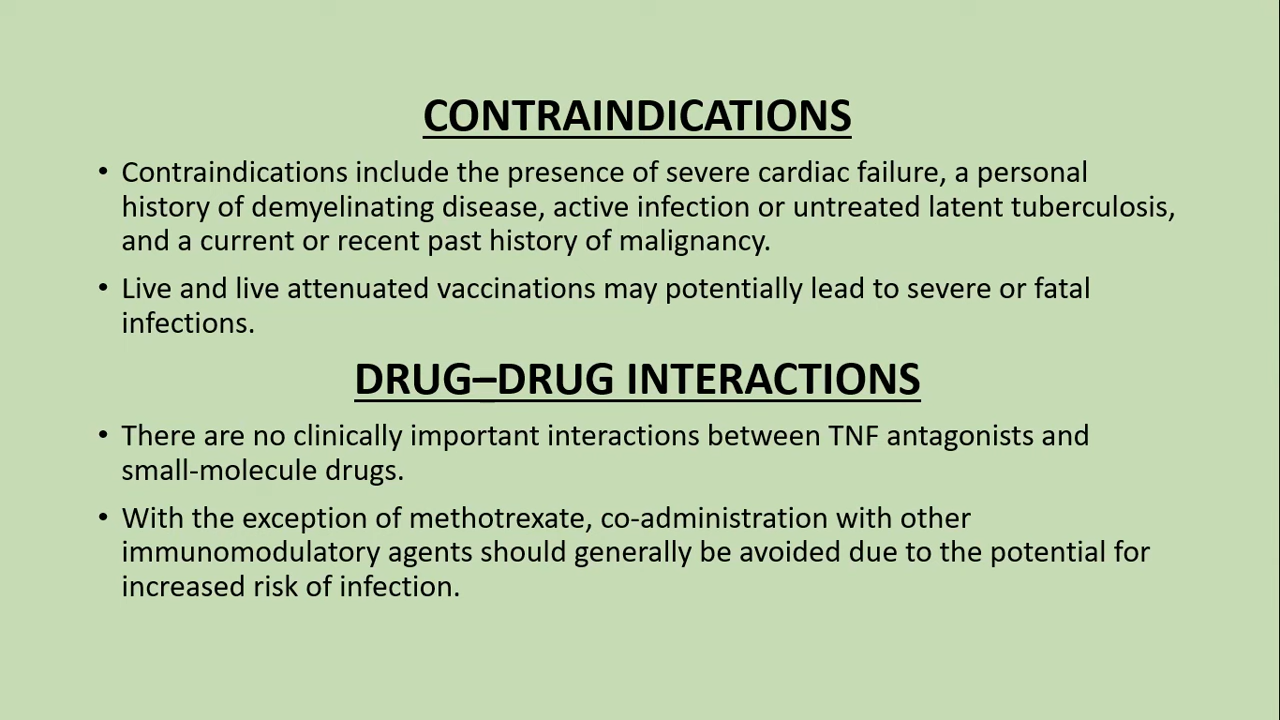 CONTRAINDICATIONS
• Contraindications include the presence of severe cardiac failure, a personal
history of demyelinating disease, active infection or untreated latent tuberculosis,
and a current or recent past history of malignancy.
• Live and live attenuated vaccinations may potentially lead to severe or fatal
infections.
DRUG–DRUG INTERACTIONS
• There are no clinically important interactions between TNF antagonists and
small-molecule drugs.
• With the exception of methotrexate, co-administration with other
immunomodulatory agents should generally be avoided due to the potential for
increased risk of infection.